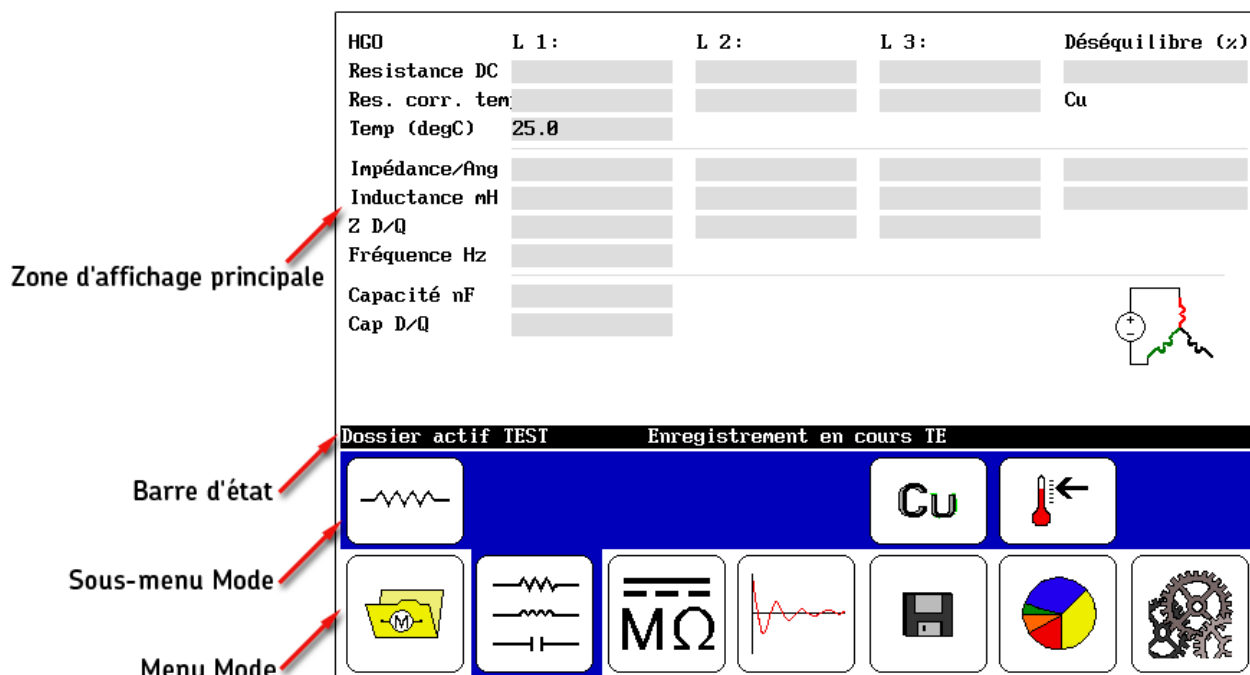 HGO L 1: L 2: L 3: Déséquilibre (%)
Resistance DC
Res. corr. tem Cu
Temp (degC) 25.0
Impédance/Ang
Inductance mH
Z D/Q
Fréquence Hz
Zone d'affichage principale
Capacité nF
Cap D/Q
+
-
Dossier actif TEST Enregistrement en cours TE
Barre d'état
Cu
Sous-menu Mode
M
MΩ
Menu Mode